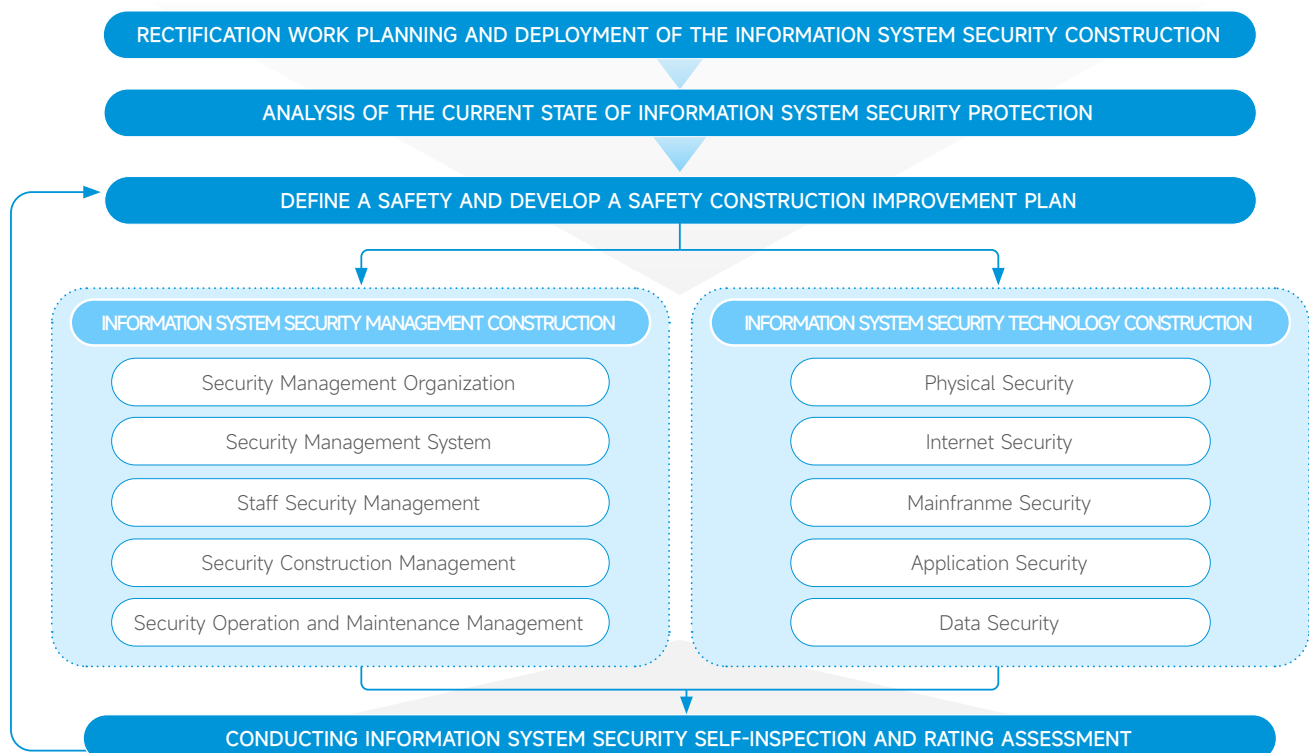 RECTIFICATION WORK PLANNING AND DEPLOYMENT OF THE INFORMATION SYSTEM SECURITY CONSTRUCTION
ANALYSIS OF THE CURRENT STATE OF INFORMATION SYSTEM SECURITY PROTECTION
DEFINE A SAFETY AND DEVELOP A SAFETY CONSTRUCTION IMPROVEMENT PLAN
INFORMATION SYSTEM SECURITY MANAGEMENT CONSTRUCTION
Security Management Organization
Security Management System
Staff Security Management
Security Construction Management
Security Operation and Maintenance Management
INFORMATION SYSTEM SECURITY TECHNOLOGY CONSTRUCTION
Physical Security
Internet Security
Mainfranme Security
Application Security
Data Security
CONDUCTING INFORMATION SYSTEM SECURITY SELF-INSPECTION AND RATING ASSESSMENT